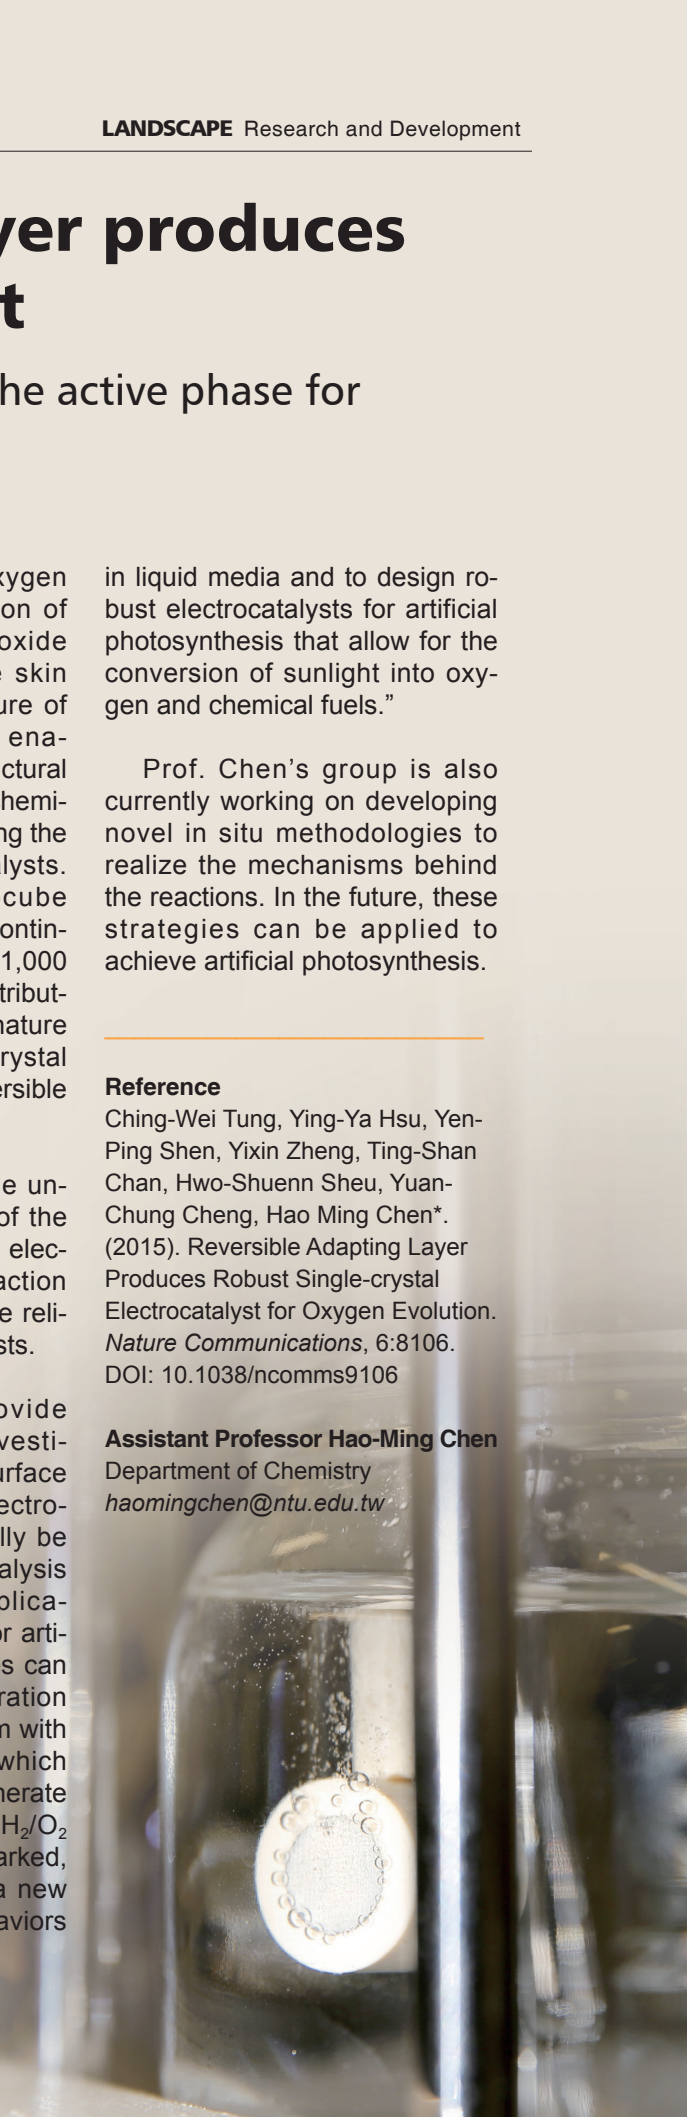 LANDSCAPE Research and Development
yer produces
t
he active phase for
xygen
on of
oxide
skin
ure of
ena-
ctural
hemi-
ng the
lysts.
cube
ontin-
1,000
tribut-
nature
rystal
ersible
e un-
of the
elec-
action
e reli-
sts.
ovide
vesti-
urface
ectro-
lly be
alysis
plica-
or arti-
s can
ration
m with
which
nerate
H₂/O₂
arked,
a new
aviors
in liquid media and to design ro-
bust electrocatalysts for artificial
photosynthesis that allow for the
conversion of sunlight into oxy-
gen and chemical fuels.”
Prof. Chen’s group is also
currently working on developing
novel in situ methodologies to
realize the mechanisms behind
the reactions. In the future, these
strategies can be applied to
achieve artificial photosynthesis.
Reference
Ching-Wei Tung, Ying-Ya Hsu, Yen-
Ping Shen, Yixin Zheng, Ting-Shan
Chan, Hwo-Shuenn Sheu, Yuan-
Chung Cheng, Hao Ming Chen*.
(2015). Reversible Adapting Layer
Produces Robust Single-crystal
Electrocatalyst for Oxygen Evolution.
Nature Communications, 6:8106.
DOI: 10.1038/ncomms9106
Assistant Professor Hao-Ming Chen
Department of Chemistry
haomingchen@ntu.edu.tw